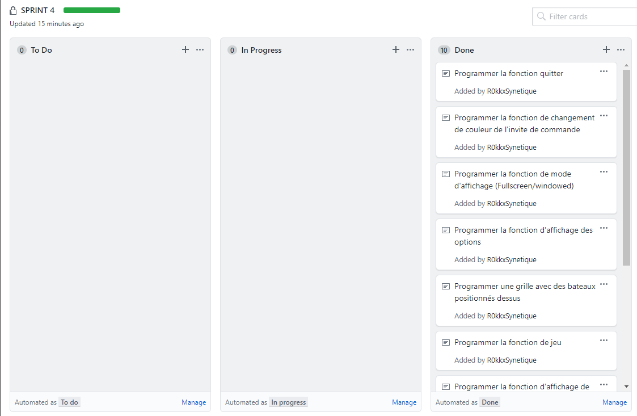 SPRINT 4
Updated 15 minutes ago
Filter cards
0 To Do
0 In Progress
10 Done
Programmer la fonction quitter
Added by R0kkxSynetique
Programmer la fonction de changement
de couleur de l'invite de commande
Added by R0kkxSynetique
Programmer la fonction de mode
d'affichage (Fullscreen/windowed)
Added by R0kkxSynetique
Programmer la fonction d'affichage des
options
Added by R0kkxSynetique
Programmer une grille avec des bateaux
positionnés dessus
Added by R0kkxSynetique
Programmer la fonction de jeu
Added by R0kkxSynetique
Programmer la fonction d'affichage de
Automated as To do Manage
Automated as In progress Manage
Automated as Done Manage